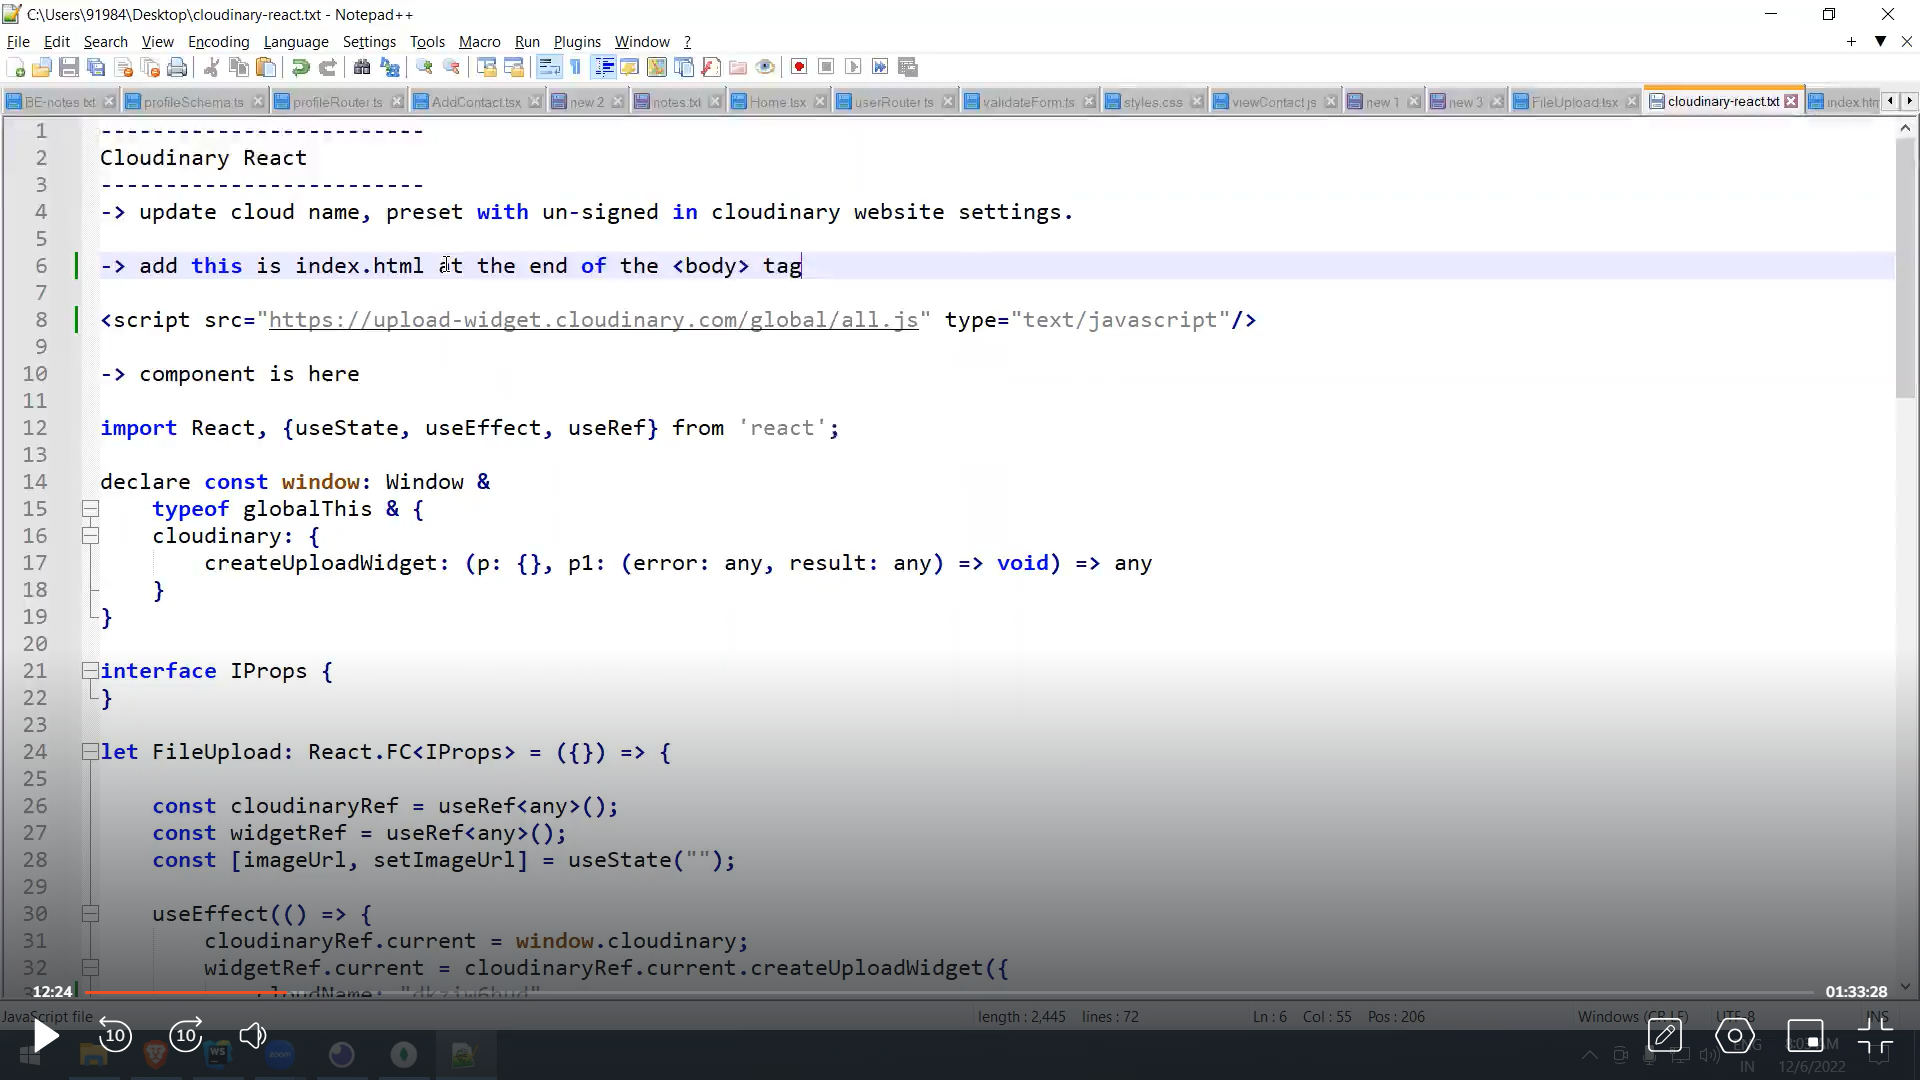 C:\Users\91984\Desktop\cloudinary-react.txt - Notepad++
File Edit Search View Encoding Language Settings Tools Macro Run Plugins Window ?
BE-notes.txt profileSchema.ts profileRouter.ts AddContact.tsx new 2 notes.txt Home.tsx userRouter.ts validateForm.ts styles.css viewContact.js new 1 new 3 FileUpload.tsx cloudinary-react.txt index.htm
1 -------------------------
2 Cloudinary React
3 -------------------------
4 -> update cloud name, preset with un-signed in cloudinary website settings.
5
6 -> add this is index.html at the end of the <body> tag
7
8 <script src="https://upload-widget.cloudinary.com/global/all.js" type="text/javascript"/>
9
10 -> component is here
11
12 import React, {useState, useEffect, useRef} from 'react';
13
14 declare const window: Window &
15 typeof globalThis & {
16 cloudinary: {
17 createUploadWidget: (p: {}, p1: (error: any, result: any) => void) => any
18 }
19 }
20
21 interface IProps {
22 }
23
24 let FileUpload: React.FC<IProps> = ({}) => {
25
26 const cloudinaryRef = useRef<any>();
27 const widgetRef = useRef<any>();
28 const [imageUrl, setImageUrl] = useState("");
29
30 useEffect(() => {
31 cloudinaryRef.current = window.cloudinary;
32 widgetRef.current = cloudinaryRef.current.createUploadWidget({
cloudName:
12:24 01:33:28
JavaScript file length : 2,445 lines : 72 Ln : 6 Col : 55 Pos : 206 Windows (CR LF) UTF-8 INS
10 10
WS zoom ENG
IN 12/6/2022